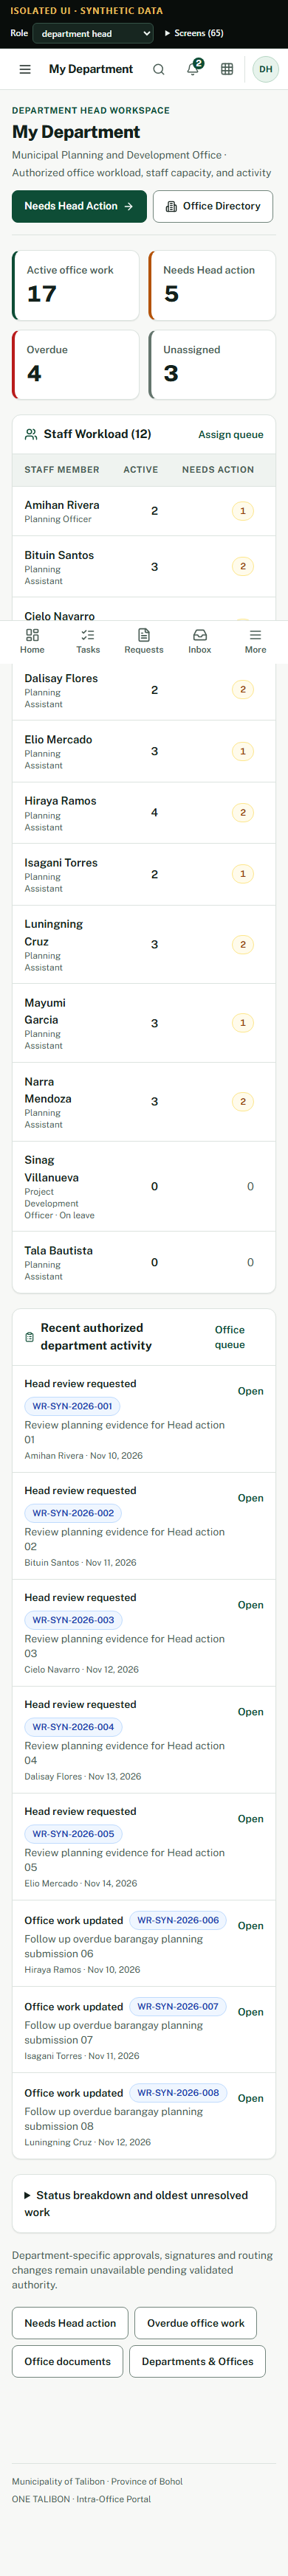 ISOLATED UI · SYNTHETIC DATA
Role department head Screens (65)
My Department 2 DH
DEPARTMENT HEAD WORKSPACE
My Department
Municipal Planning and Development Office ·
Authorized office workload, staff capacity, and activity
Needs Head Action → Office Directory
Active office work
17
Needs Head action
5
Overdue
4
Unassigned
3
Staff Workload (12) Assign queue
STAFF MEMBER ACTIVE NEEDS ACTION
Amihan Rivera
Planning Officer
2 1
Bituin Santos
Planning
Assistant
3 2
Cielo Navarro
Home Tasks Requests Inbox More
Dalisay Flores
Planning
Assistant
2 2
Elio Mercado
Planning
Assistant
3 1
Hiraya Ramos
Planning
Assistant
4 2
Isagani Torres
Planning
Assistant
2 1
Luningning
Cruz
Planning
Assistant
3 2
Mayumi
Garcia
Planning
Assistant
3 1
Narra
Mendoza
Planning
Assistant
3 2
Sinag
Villanueva
Project
Development
Officer · On leave
0 0
Tala Bautista
Planning
Assistant
0 0
Recent authorized
department activity
Office
queue
Head review requested
WR-SYN-2026-001
Review planning evidence for Head action
01
Amihan Rivera · Nov 10, 2026
Open
Head review requested
WR-SYN-2026-002
Review planning evidence for Head action
02
Bituin Santos · Nov 11, 2026
Open
Head review requested
WR-SYN-2026-003
Review planning evidence for Head action
03
Cielo Navarro · Nov 12, 2026
Open
Head review requested
WR-SYN-2026-004
Review planning evidence for Head action
04
Dalisay Flores · Nov 13, 2026
Open
Head review requested
WR-SYN-2026-005
Review planning evidence for Head action
05
Elio Mercado · Nov 14, 2026
Open
Office work updated WR-SYN-2026-006
Follow up overdue barangay planning
submission 06
Hiraya Ramos · Nov 10, 2026
Open
Office work updated WR-SYN-2026-007
Follow up overdue barangay planning
submission 07
Isagani Torres · Nov 11, 2026
Open
Office work updated WR-SYN-2026-008
Follow up overdue barangay planning
submission 08
Luningning Cruz · Nov 12, 2026
Open
Status breakdown and oldest unresolved
work
Department-specific approvals, signatures and routing
changes remain unavailable pending validated
authority.
Needs Head action Overdue office work
Office documents Departments & Offices
Municipality of Talibon · Province of Bohol
ONE TALIBON · Intra-Office Portal